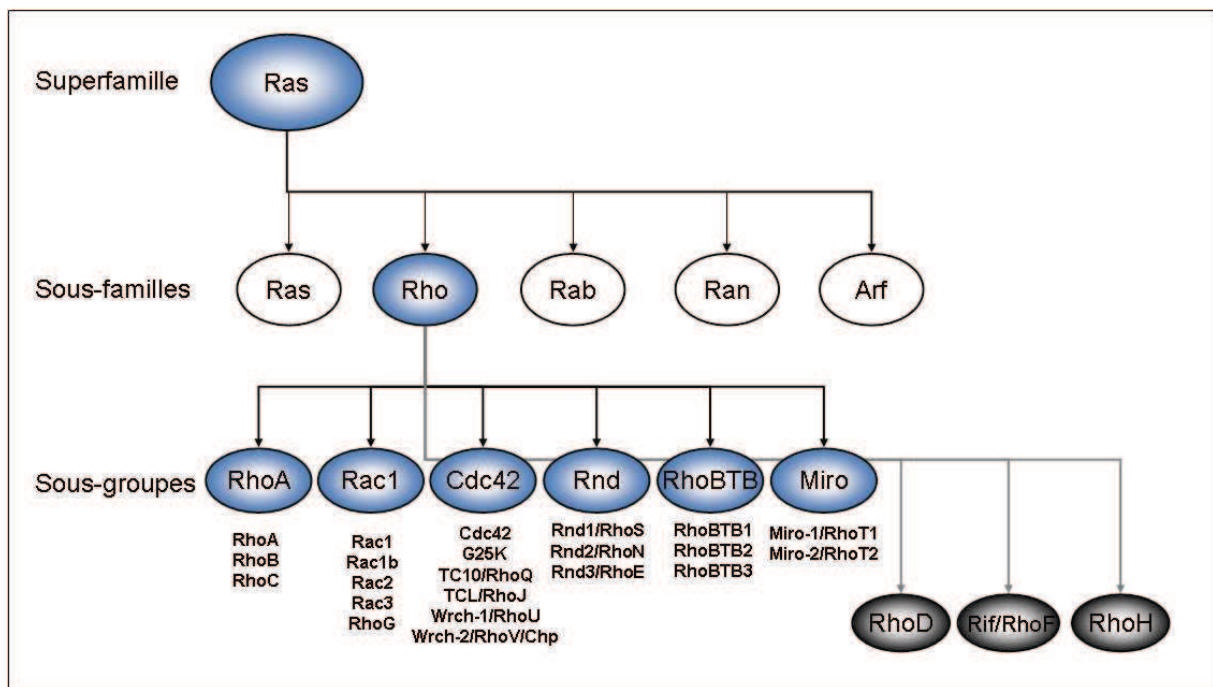 Superfamille
Ras
Sous-familles
Ras
Rho
Rab
Ran
Arf
Sous-groupes
RhoA
Rac1
Cdc42
Rnd
RhoBTB
Miro
RhoA
RhoB
RhoC
Rac1
Rac1b
Rac2
Rac3
RhoG
Cdc42
G25K
TC10/RhoQ
TCL/RhoJ
Wrch-1/RhoU
Wrch-2/RhoV/Chp
Rnd1/RhoS
Rnd2/RhoN
Rnd3/RhoE
RhoBTB1
RhoBTB2
RhoBTB3
Miro-1/RhoT1
Miro-2/RhoT2
RhoD
Rif/RhoF
RhoH